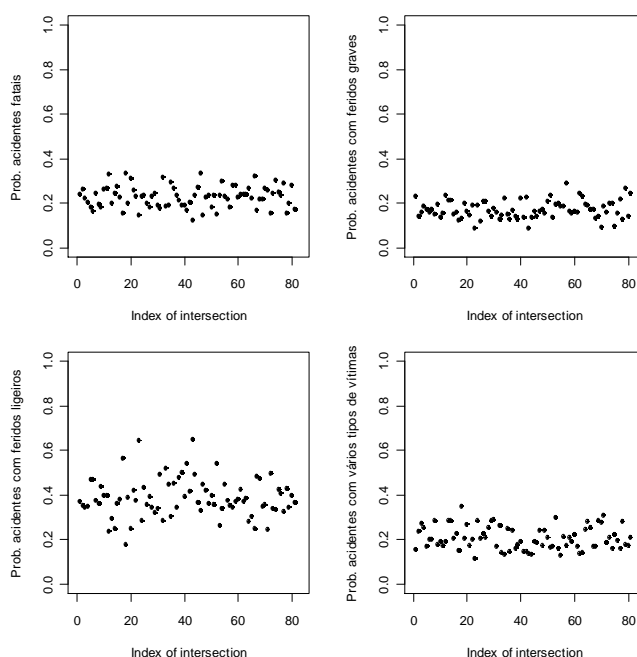 Prob. acidentes fatais
1.0
0.8
0.6
0.4
0.2
0.0
0 20 40 60 80
Index of intersection
Prob. acidentes com feridos graves
1.0
0.8
0.6
0.4
0.2
0.0
0 20 40 60 80
Index of intersection
Prob. acidentes com feridos ligeiros
1.0
0.8
0.6
0.4
0.2
0.0
0 20 40 60 80
Index of intersection
Prob. acidentes com vários tipos de vítimas
1.0
0.8
0.6
0.4
0.2
0.0
0 20 40 60 80
Index of intersection